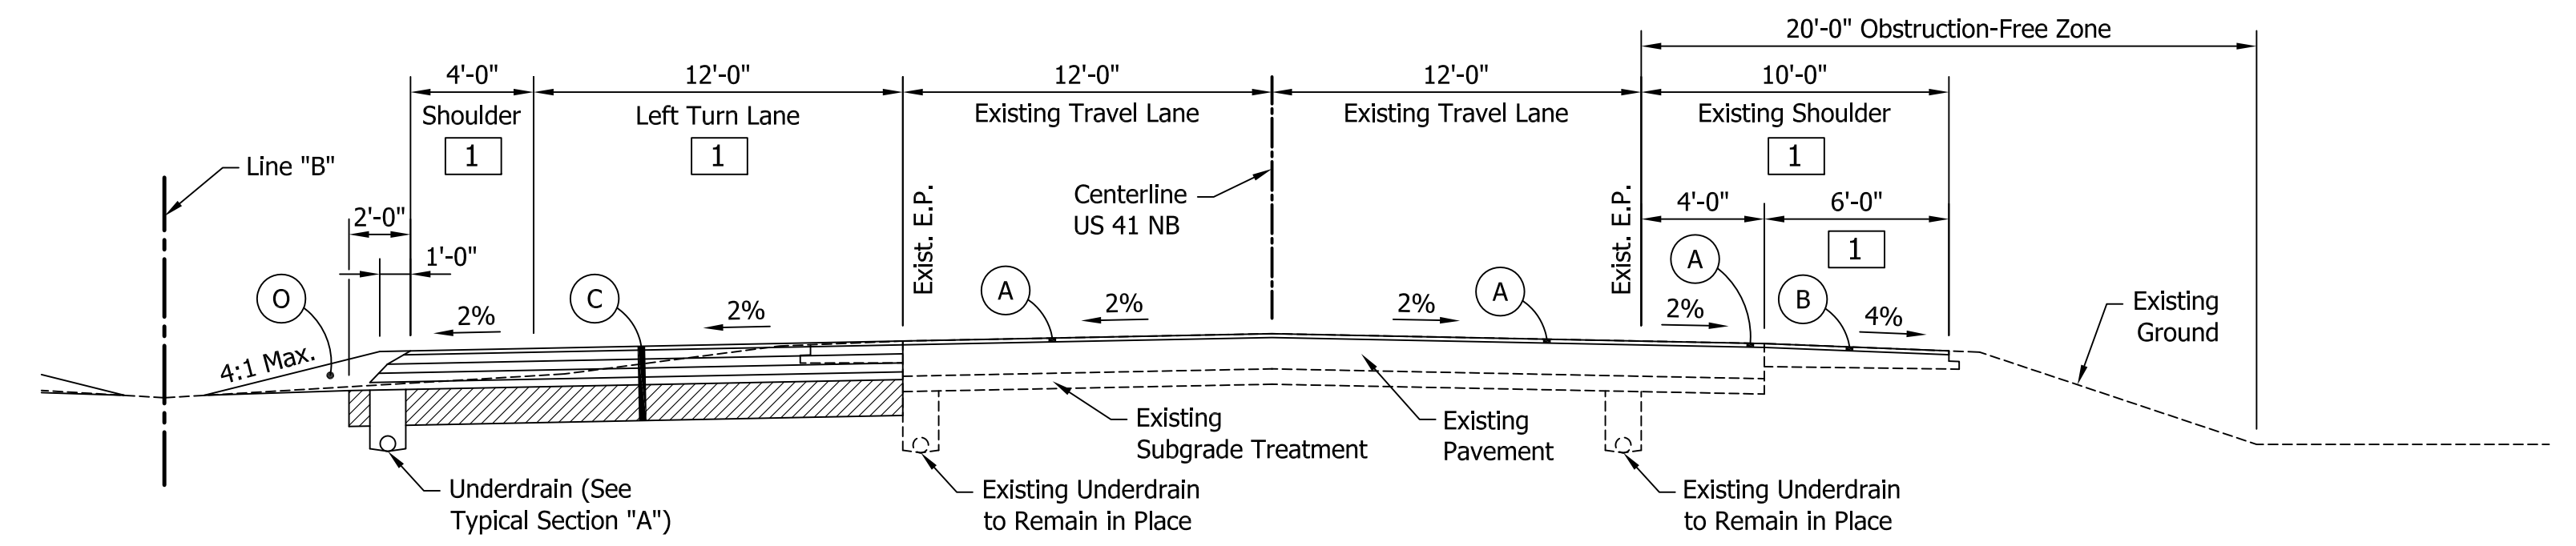 20'-0" Obstruction-Free Zone
4'-0" 12'-0" 12'-0" 12'-0" 10'-0"
Shoulder Left Turn Lane Existing Travel Lane Existing Travel Lane Existing Shoulder
1 1 1
Line "B"
Centerline
US 41 NB
Exist. E.P.
Exist. E.P.
2'-0" 4'-0" 6'-0"
1'-0" 1
O C A A A B
4:1 Max. 2% 2% 2% 2% 2% 4%
Existing
Ground
Existing
Subgrade Treatment
Existing
Pavement
Underdrain (See
Typical Section "A")
Existing Underdrain
to Remain in Place
Existing Underdrain
to Remain in Place